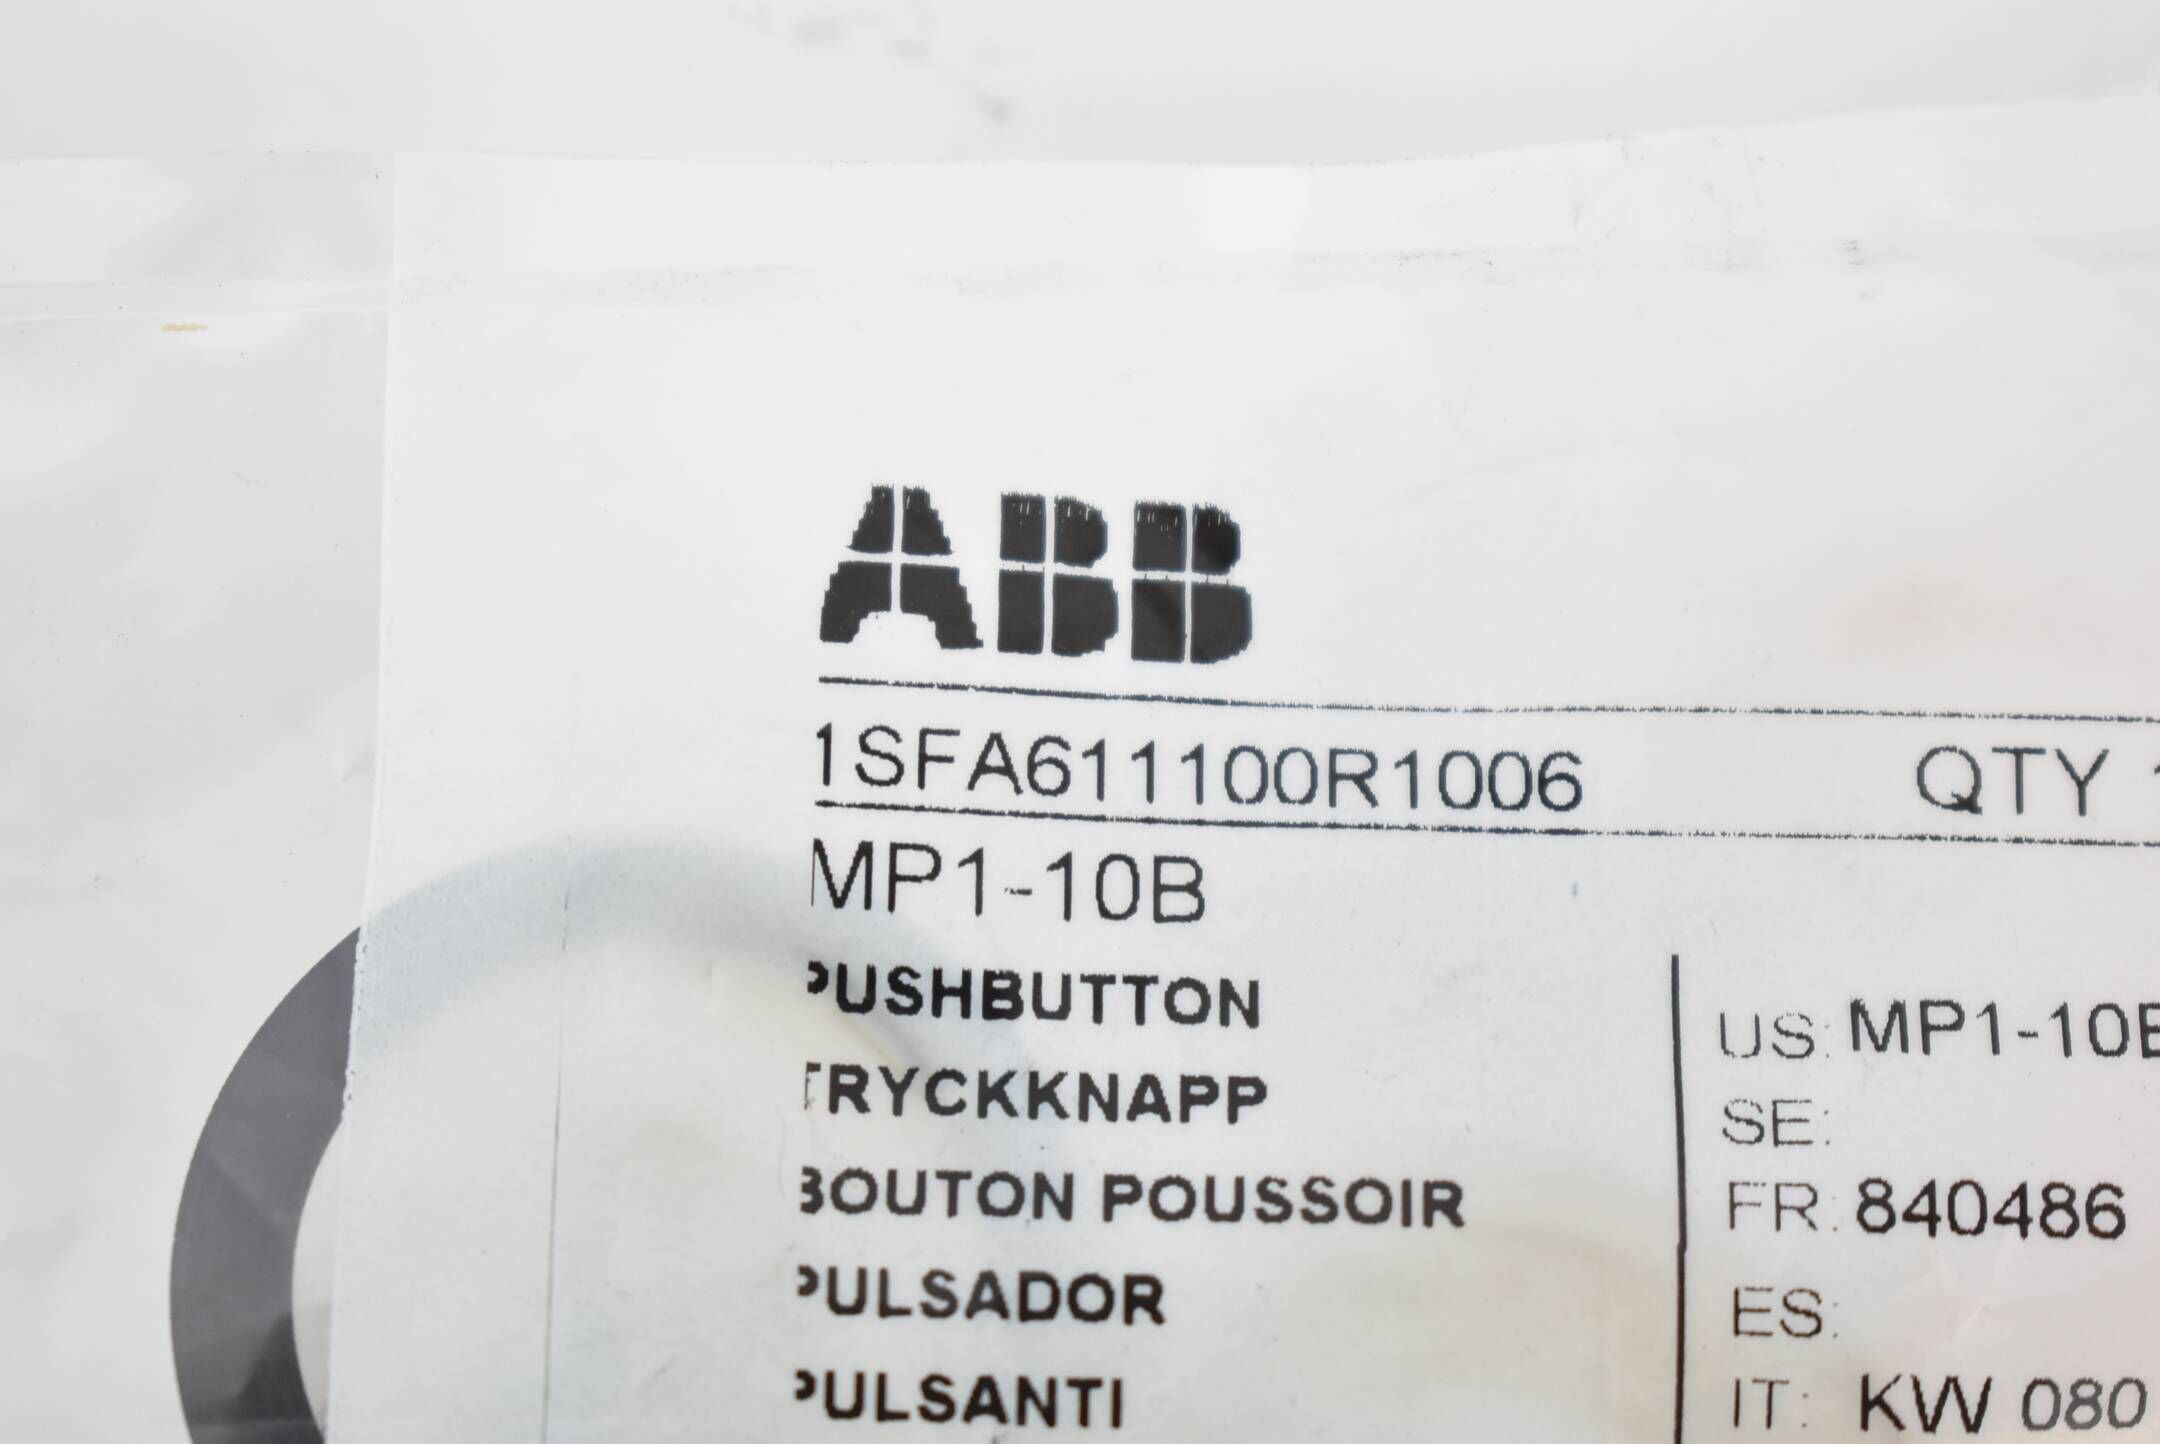 ABB
1SFA611100R1006 QTY 1
MP1-10B
PUSHBUTTON
TRYCKKNAPP
BOUTON POUSSOIR
PULSADOR
PULSANTI
US: MP1-10B
SE:
FR: 840486
ES:
IT: KW 080